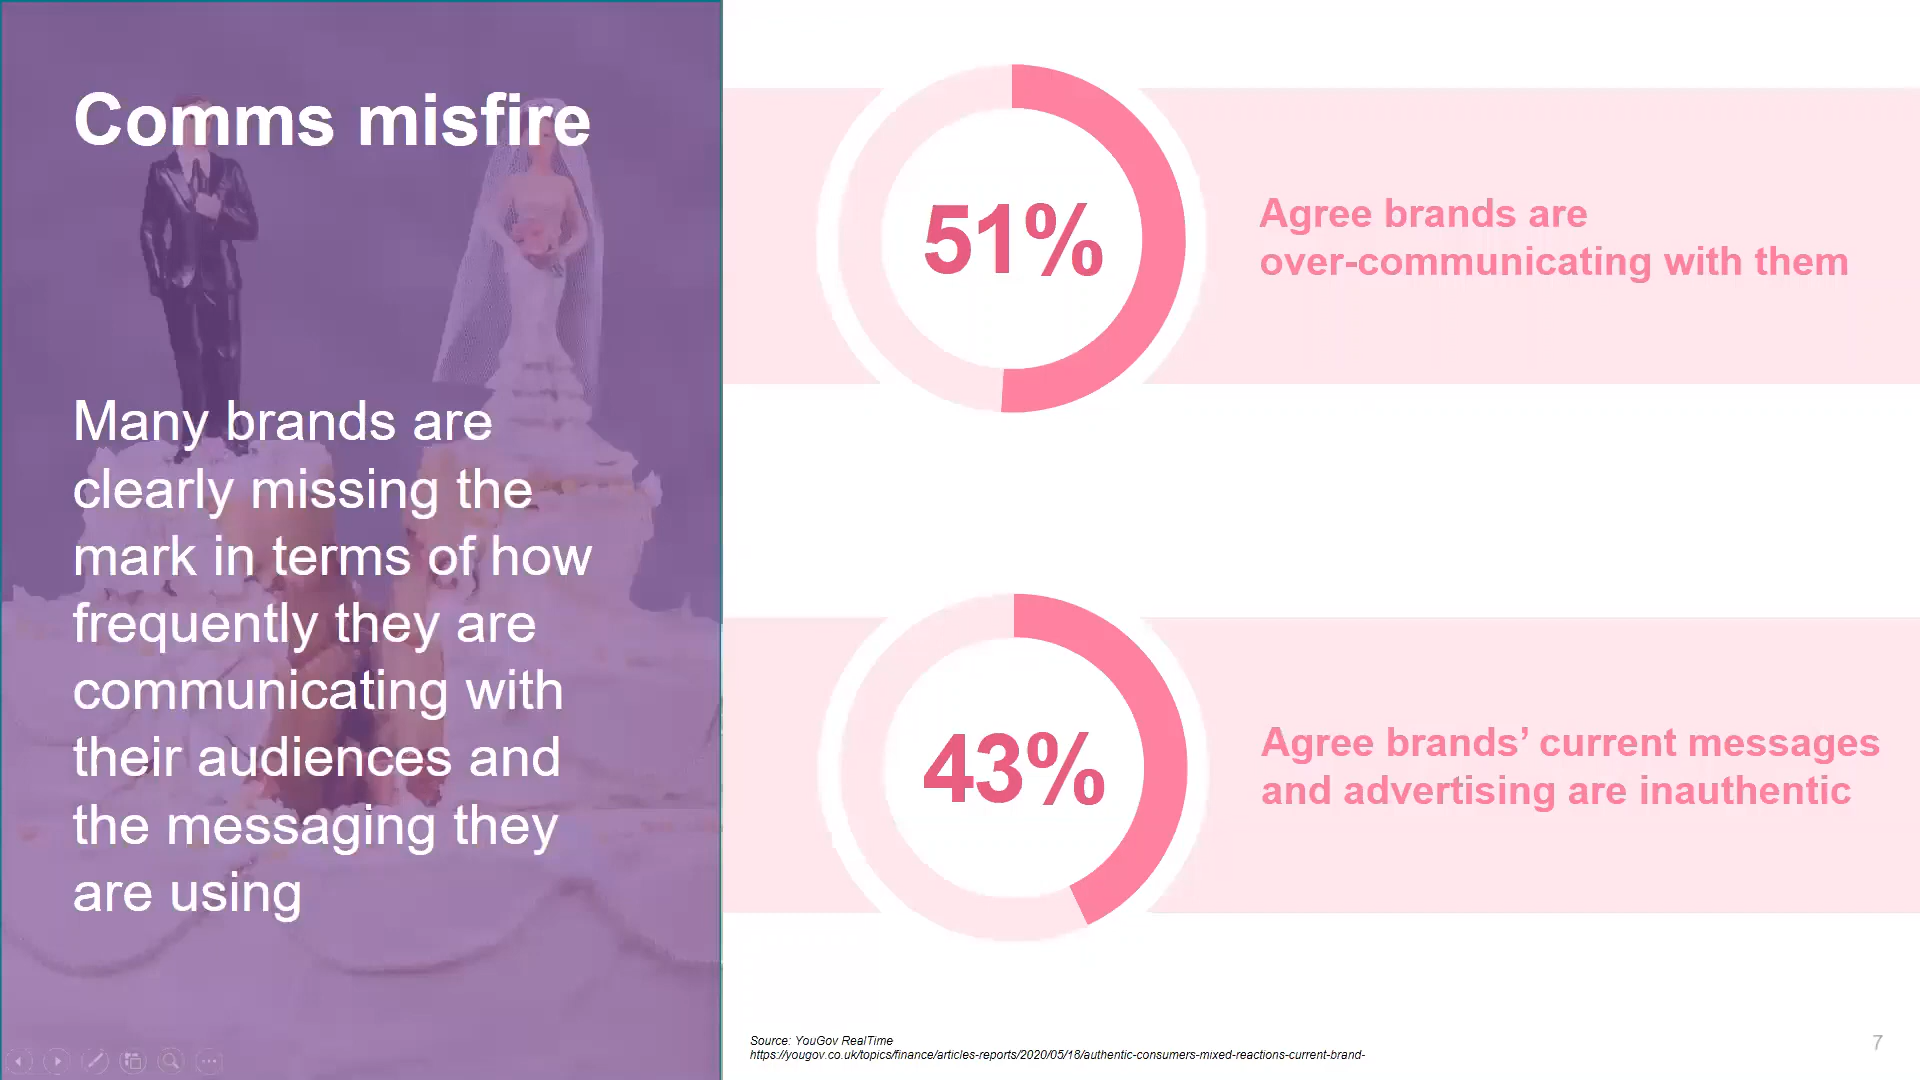 Comms misfire
Many brands are
clearly missing the
mark in terms of how
frequently they are
communicating with
their audiences and
the messaging they
are using
51%
Agree brands are
over-communicating with them
43%
Agree brands’ current messages
and advertising are inauthentic
Source: YouGov RealTime
https://yougov.co.uk/topics/finance/articles-reports/2020/05/18/authentic-consumers-mixed-reactions-current-brand-
7